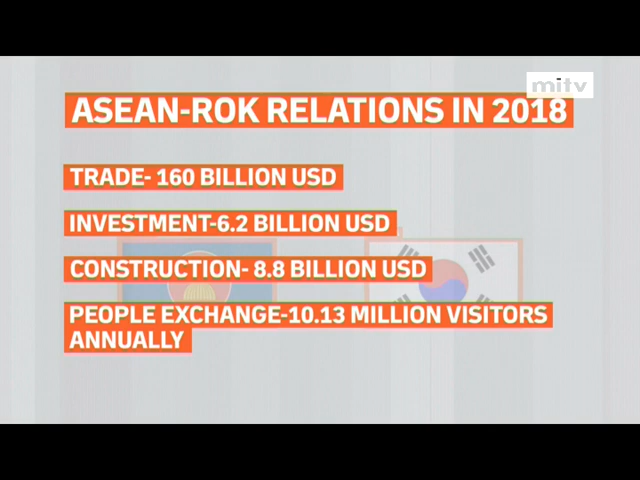 mitv
ASEAN-ROK RELATIONS IN 2018
TRADE- 160 BILLION USD
INVESTMENT-6.2 BILLION USD
CONSTRUCTION- 8.8 BILLION USD
PEOPLE EXCHANGE-10.13 MILLION VISITORS
ANNUALLY